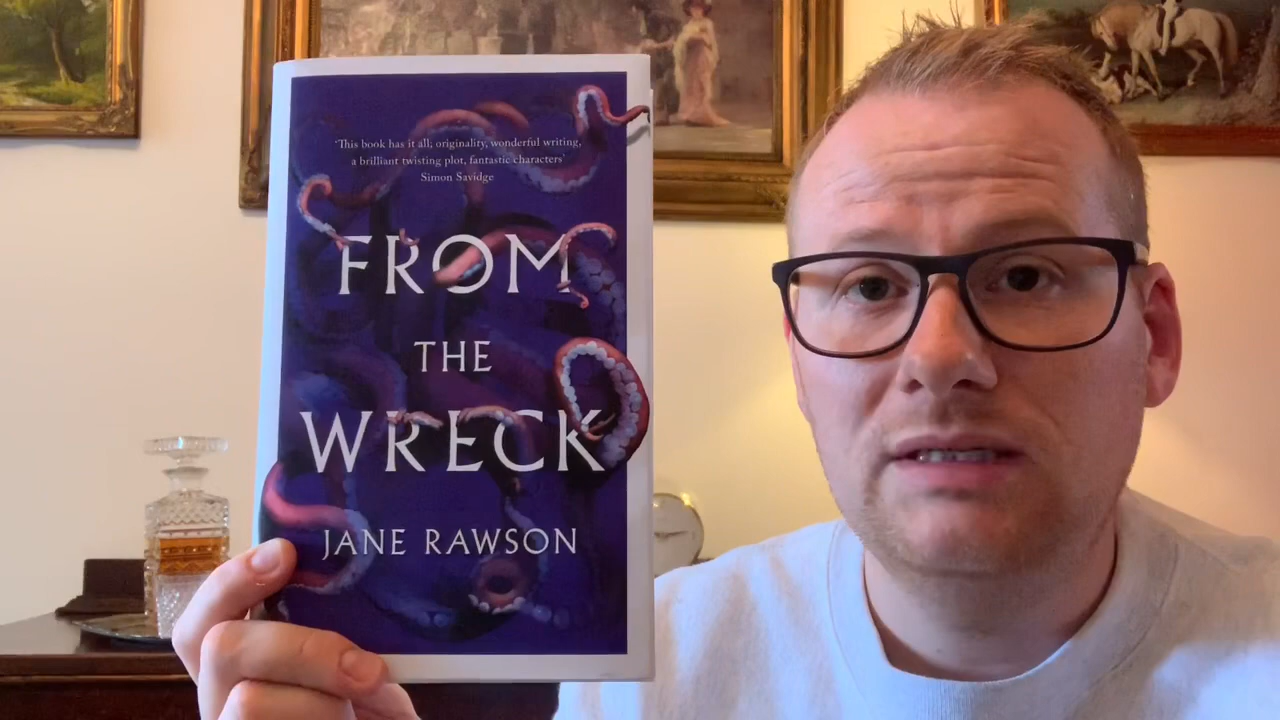 'This book has it all; originality, wonderful writing,
a brilliant twisting plot, fantastic characters'
Simon Savidge
FROM
THE
WRECK
JANE RAWSON